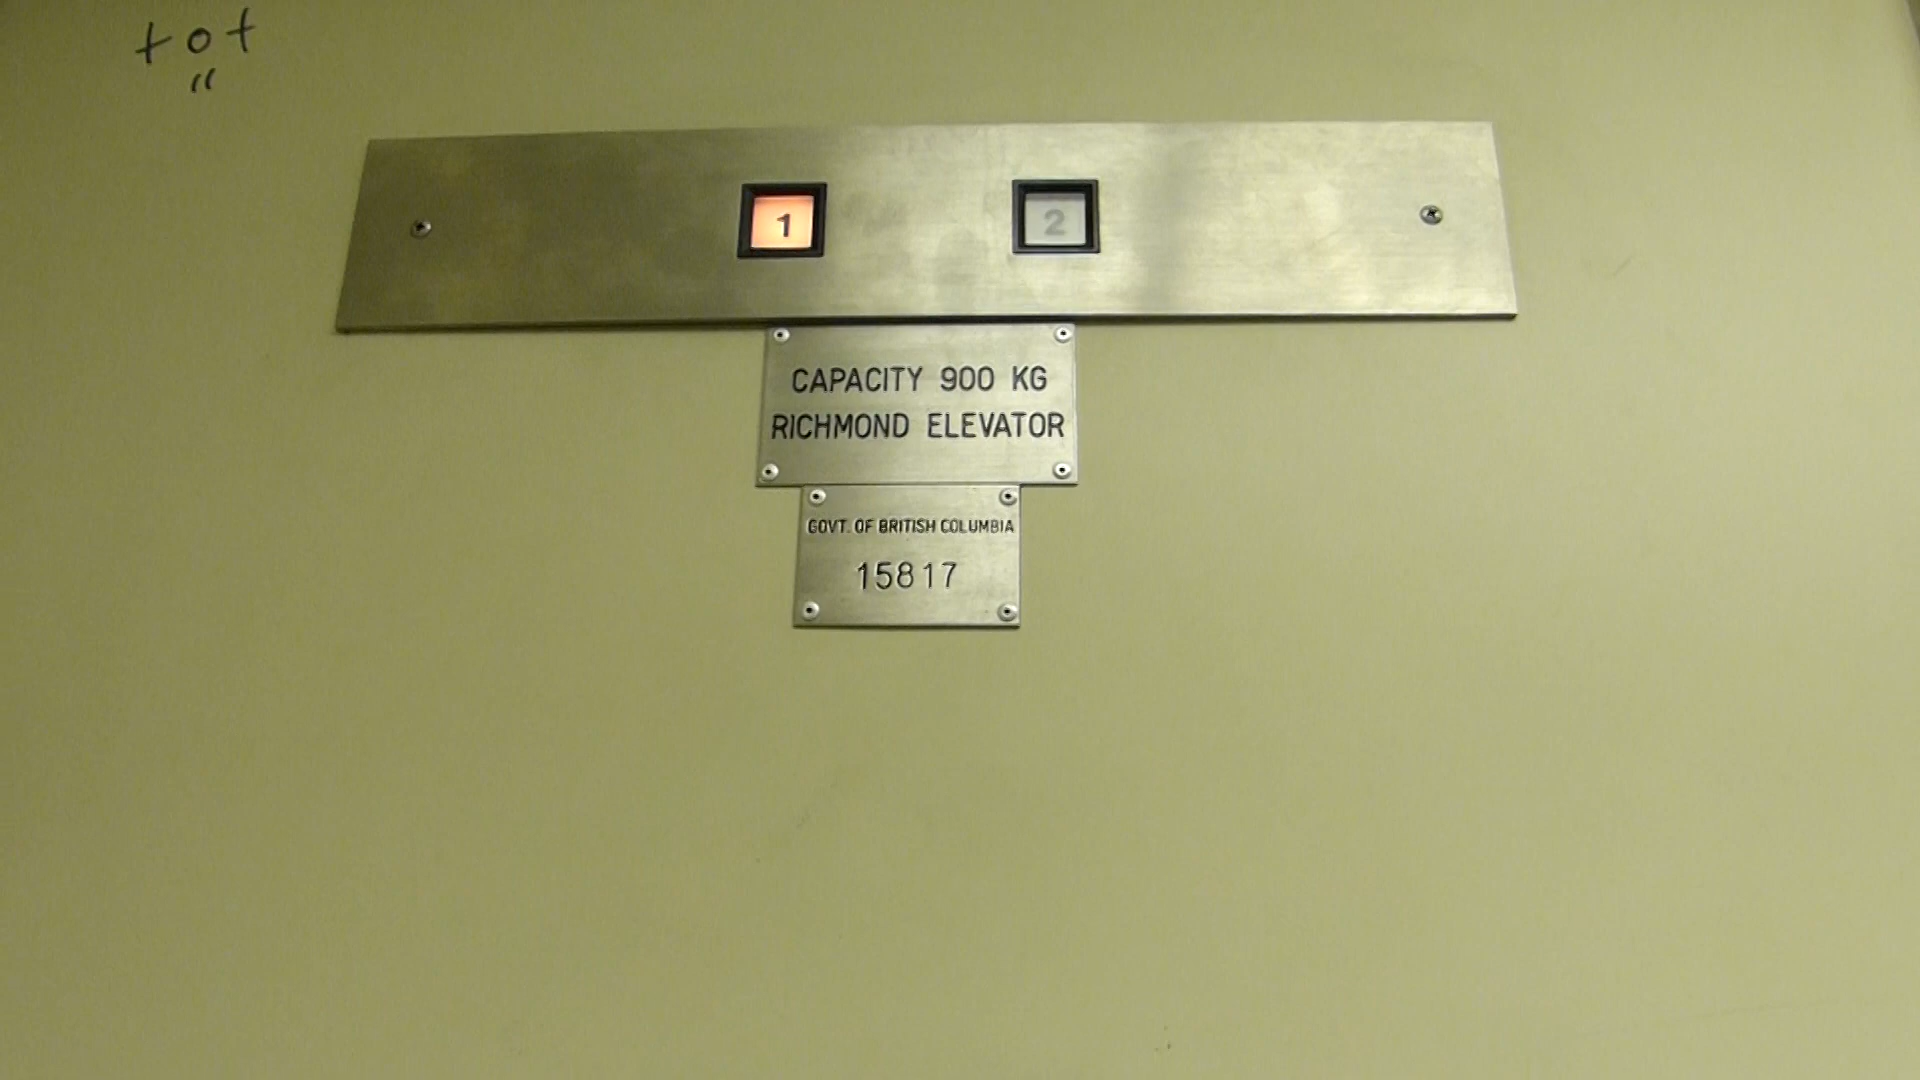 tot
"
1 2
CAPACITY 900 KG
RICHMOND ELEVATOR
GOVT. OF BRITISH COLUMBIA
15817